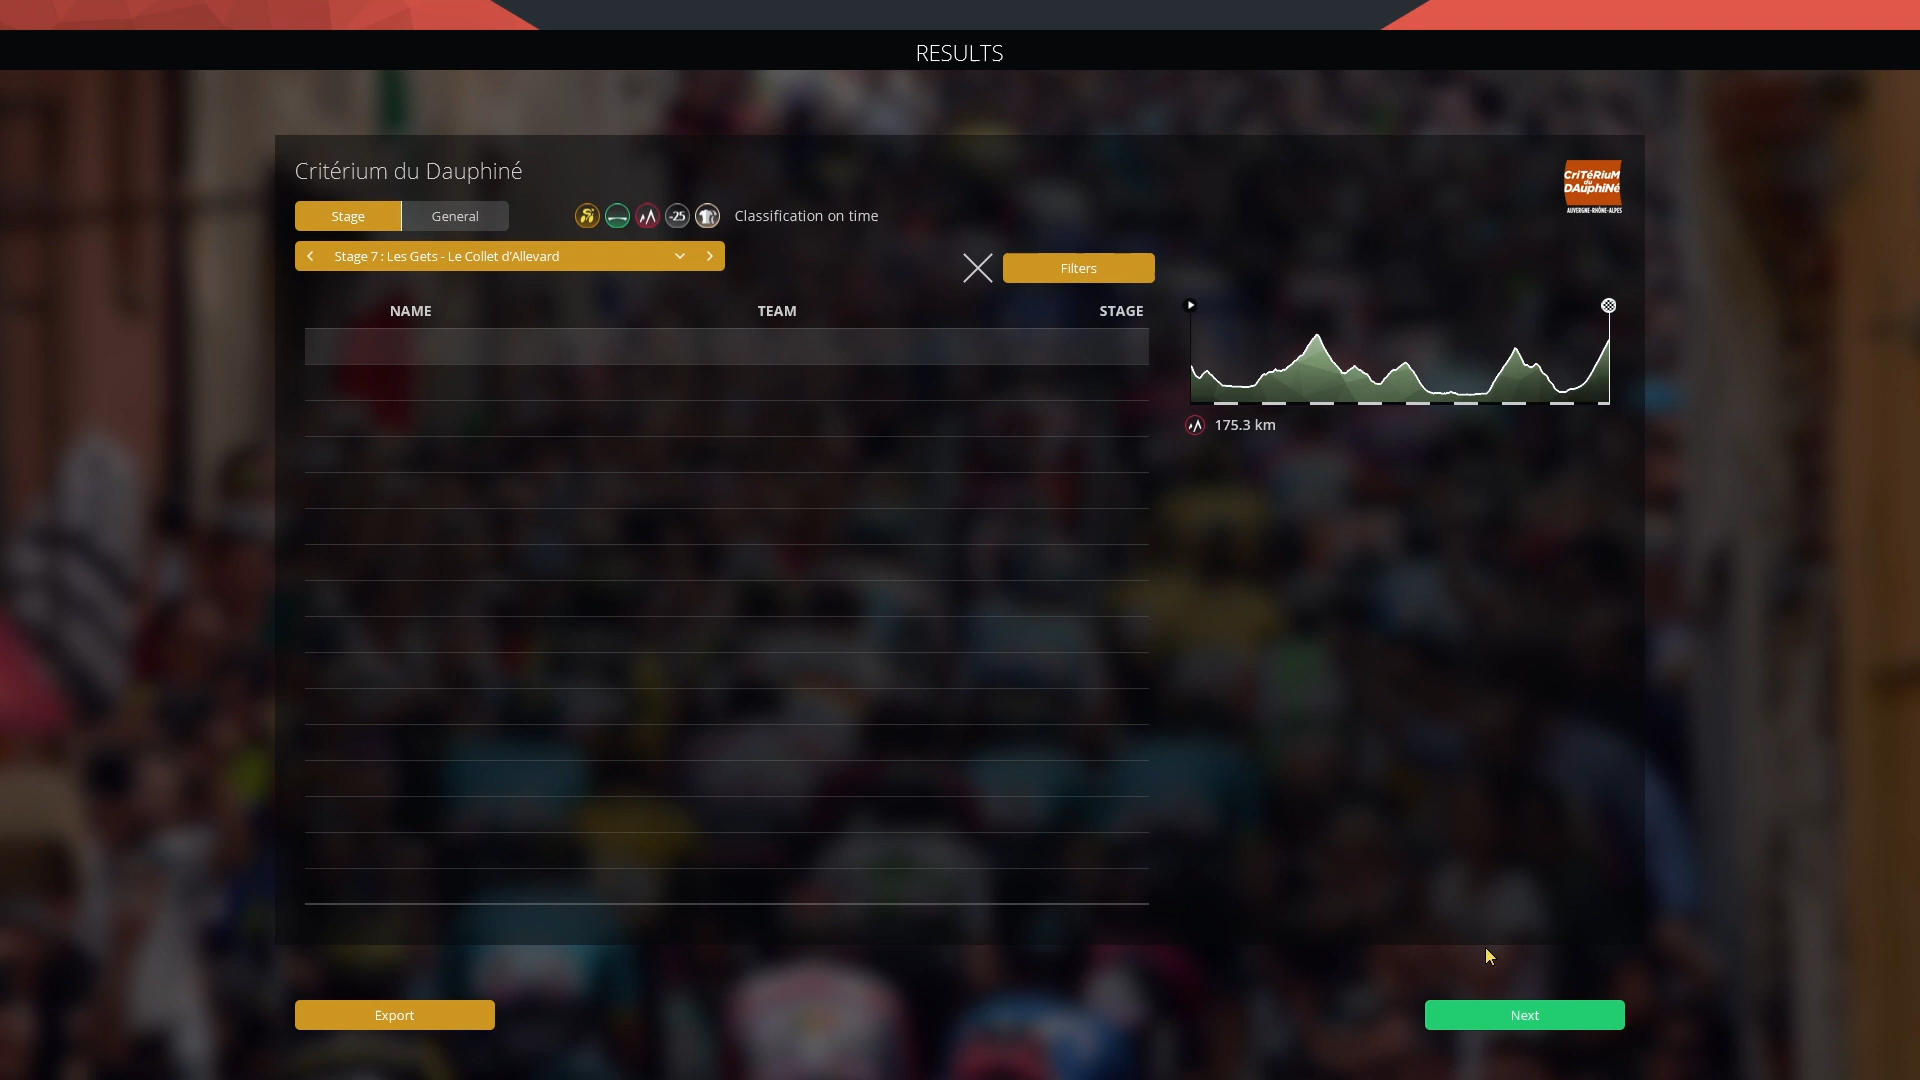 RESULTS
Critérium du Dauphiné
CriTéRiuM
du
DAuphiNé
AUVERGNE-RHÔNE-ALPES
Stage
General
-25
Classification on time
Stage 7 : Les Gets - Le Collet d'Allevard
Filters
NAME
TEAM
STAGE
175.3 km
Export
Next